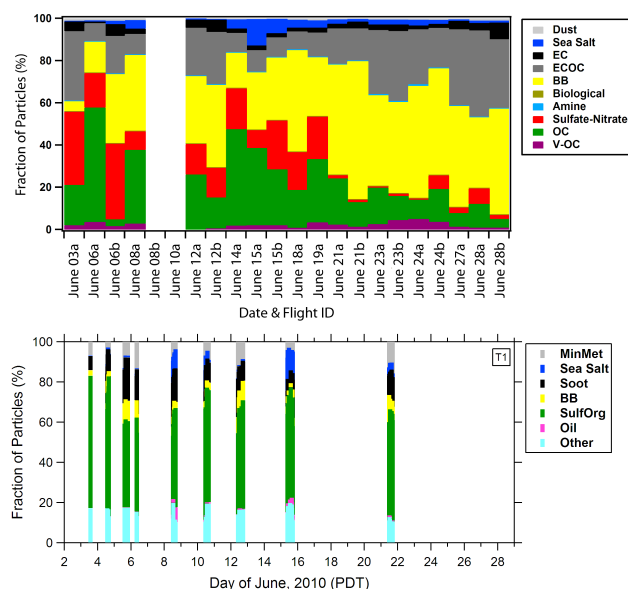 Fraction of Particles (%)
100
80
60
40
20
0
June 03a
June 06a
June 06b
June 08a
June 08b
June 10a
June 12a
June 12b
June 14a
June 15a
June 15b
June 18a
June 19a
June 21a
June 21b
June 23a
June 23b
June 24a
June 24b
June 27a
June 28a
June 28b
Date & Flight ID
Dust
Sea Salt
EC
ECOC
BB
Biological
Amine
Sulfate-Nitrate
OC
V-OC
Fraction of Particles (%)
100
80
60
40
20
0
T1
2 4 6 8 10 12 14 16 18 20 22 24 26 28
Day of June, 2010 (PDT)
MinMet
Sea Salt
Soot
BB
SulfOrg
Oil
Other